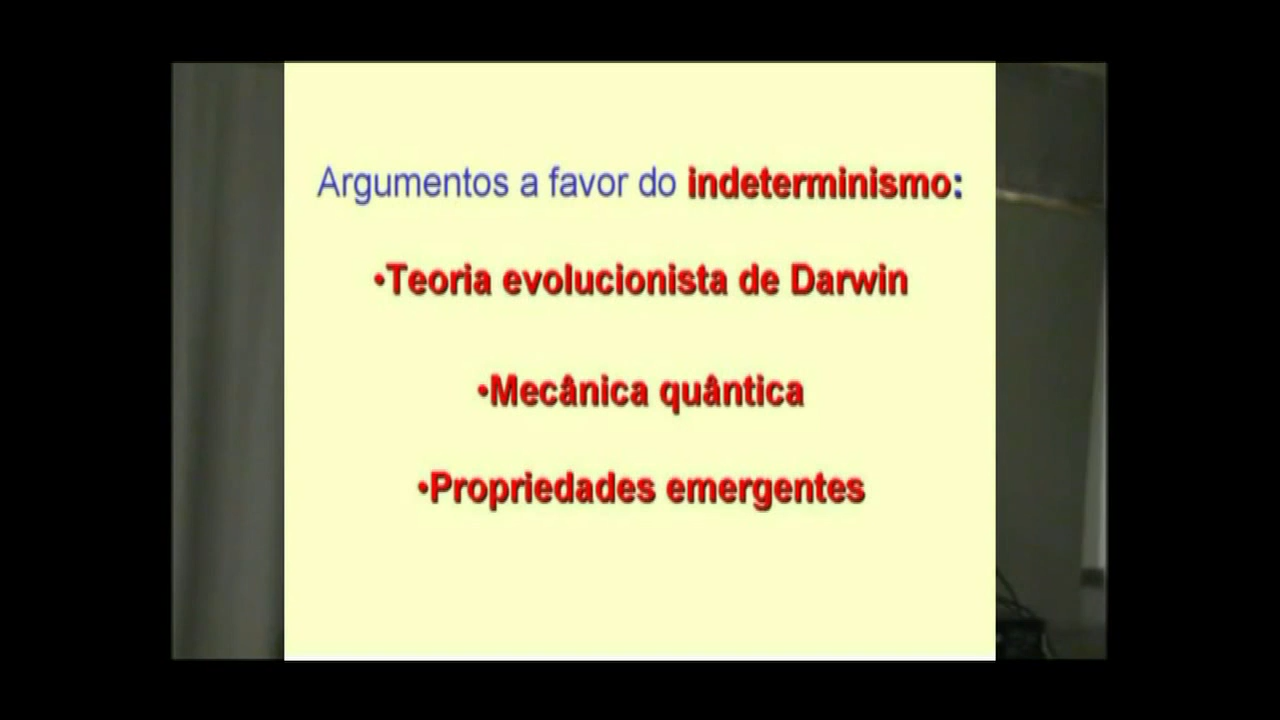 Argumentos a favor do indeterminismo:
•Teoria evolucionista de Darwin
•Mecânica quântica
•Propriedades emergentes